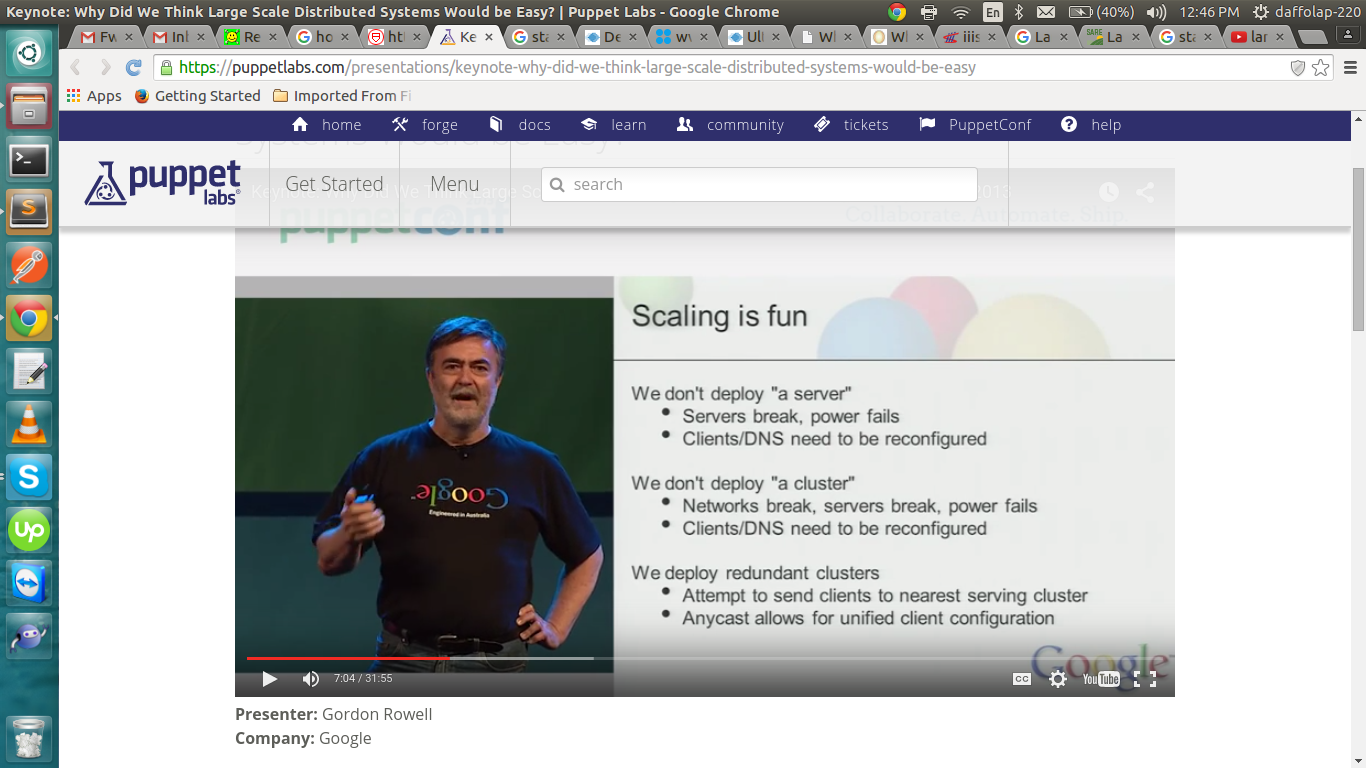 Keynote: Why Did We Think Large Scale Distributed Systems Would be Easy? | Puppet Labs - Google Chrome
En
(40%)
12:46 PM
daffolap-220
Fw
Inl
Re
ho
ht
Ke
sta
De
wv
Ult
Wl
Wl
iiis
La
La
sta
lar
https://puppetlabs.com/presentations/keynote-why-did-we-think-large-scale-distributed-systems-would-be-easy
Apps
Getting Started
Imported From Fi
home
forge
docs
learn
community
tickets
PuppetConf
help
Systems Would be Easy?
puppet labs
Get Started
Menu
search
Keynote: Why Did We Think Large Sc
2013
puppetconf
Collaborate. Automate. Ship.
Scaling is fun
We don't deploy "a server"
• Servers break, power fails
• Clients/DNS need to be reconfigured
We don't deploy "a cluster"
• Networks break, servers break, power fails
• Clients/DNS need to be reconfigured
We deploy redundant clusters
• Attempt to send clients to nearest serving cluster
• Anycast allows for unified client configuration
Google
Engineered in Australia
Google
7:04 / 31:55
CC
YouTube
Presenter: Gordon Rowell
Company: Google